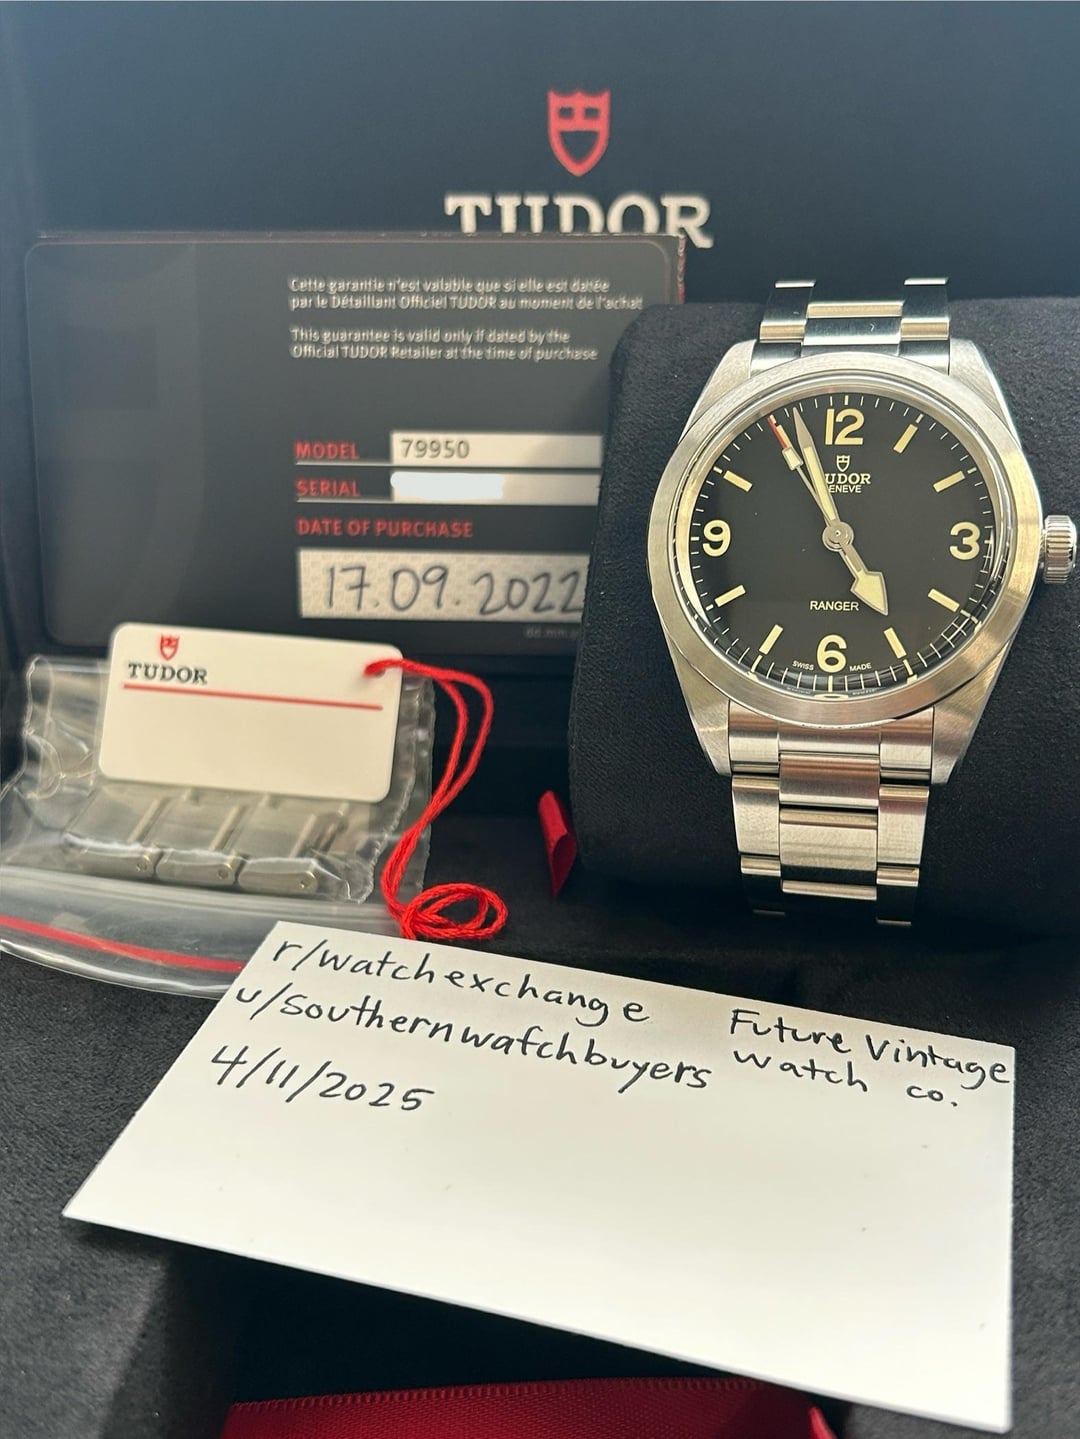 TUDOR
Cette garantie n'est valable que si elle est datée
par le Détaillant Officiel TUDOR au moment de l'achat
This guarantee is valid only if dated by the
Official TUDOR Retailer at the time of purchase
MODEL 79950
SERIAL
DATE OF PURCHASE
17.09.2022
12
TUDOR
GENEVE
9 3
RANGER
6
SWISS MADE
TUDOR
r/watchexchange
u/southernwatchbuyers
4/11/2025
Future Vintage
Watch co.